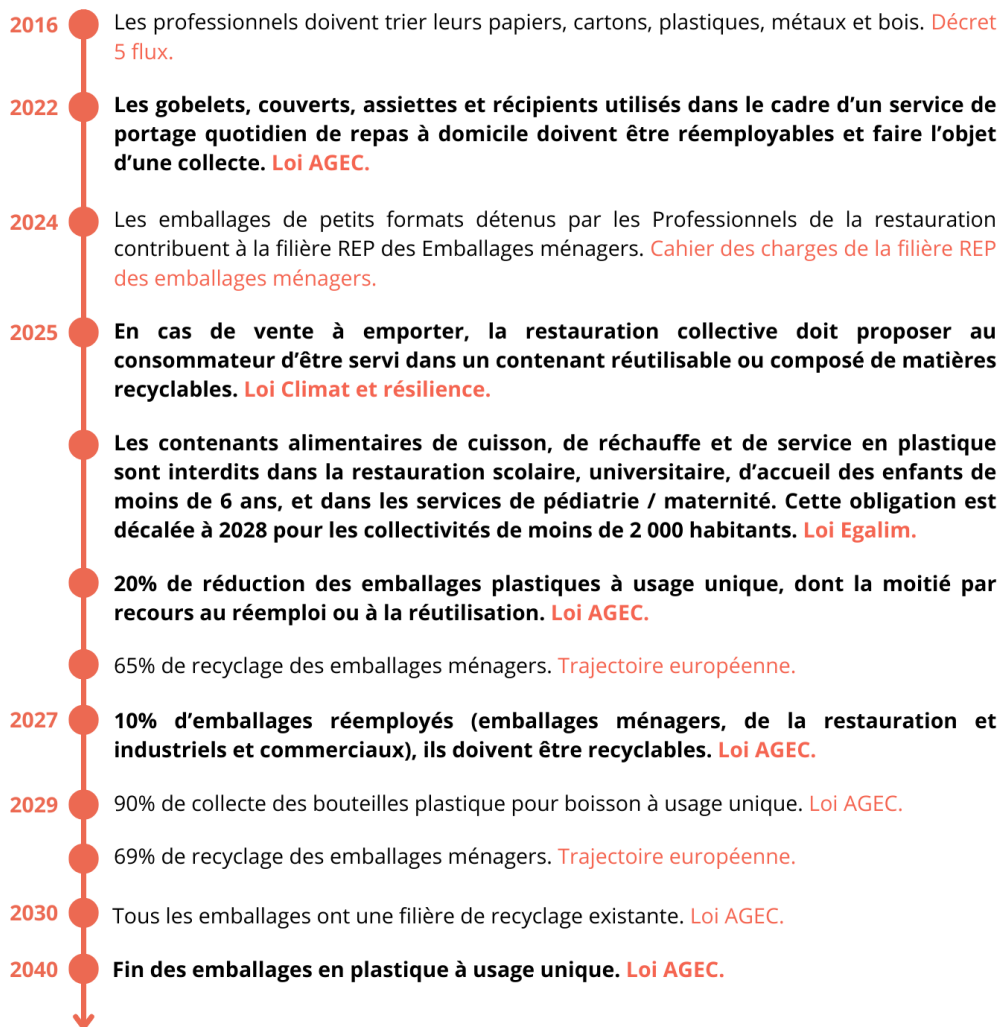 2016 Les professionnels doivent trier leurs papiers, cartons, plastiques, métaux et bois. Décret
5 flux.
2022 Les gobelets, couverts, assiettes et récipients utilisés dans le cadre d’un service de
portage quotidien de repas à domicile doivent être réemployables et faire l’objet
d’une collecte. Loi AGEC.
2024 Les emballages de petits formats détenus par les Professionnels de la restauration
contribuent à la filière REP des Emballages ménagers. Cahier des charges de la filière REP
des emballages ménagers.
2025 En cas de vente à emporter, la restauration collective doit proposer au
consommateur d’être servi dans un contenant réutilisable ou composé de matières
recyclables. Loi Climat et résilience.
Les contenants alimentaires de cuisson, de réchauffe et de service en plastique
sont interdits dans la restauration scolaire, universitaire, d’accueil des enfants de
moins de 6 ans, et dans les services de pédiatrie / maternité. Cette obligation est
décalée à 2028 pour les collectivités de moins de 2 000 habitants. Loi Egalim.
20% de réduction des emballages plastiques à usage unique, dont la moitié par
recours au réemploi ou à la réutilisation. Loi AGEC.
65% de recyclage des emballages ménagers. Trajectoire européenne.
2027 10% d’emballages réemployés (emballages ménagers, de la restauration et
industriels et commerciaux), ils doivent être recyclables. Loi AGEC.
2029 90% de collecte des bouteilles plastique pour boisson à usage unique. Loi AGEC.
69% de recyclage des emballages ménagers. Trajectoire européenne.
2030 Tous les emballages ont une filière de recyclage existante. Loi AGEC.
2040 Fin des emballages en plastique à usage unique. Loi AGEC.